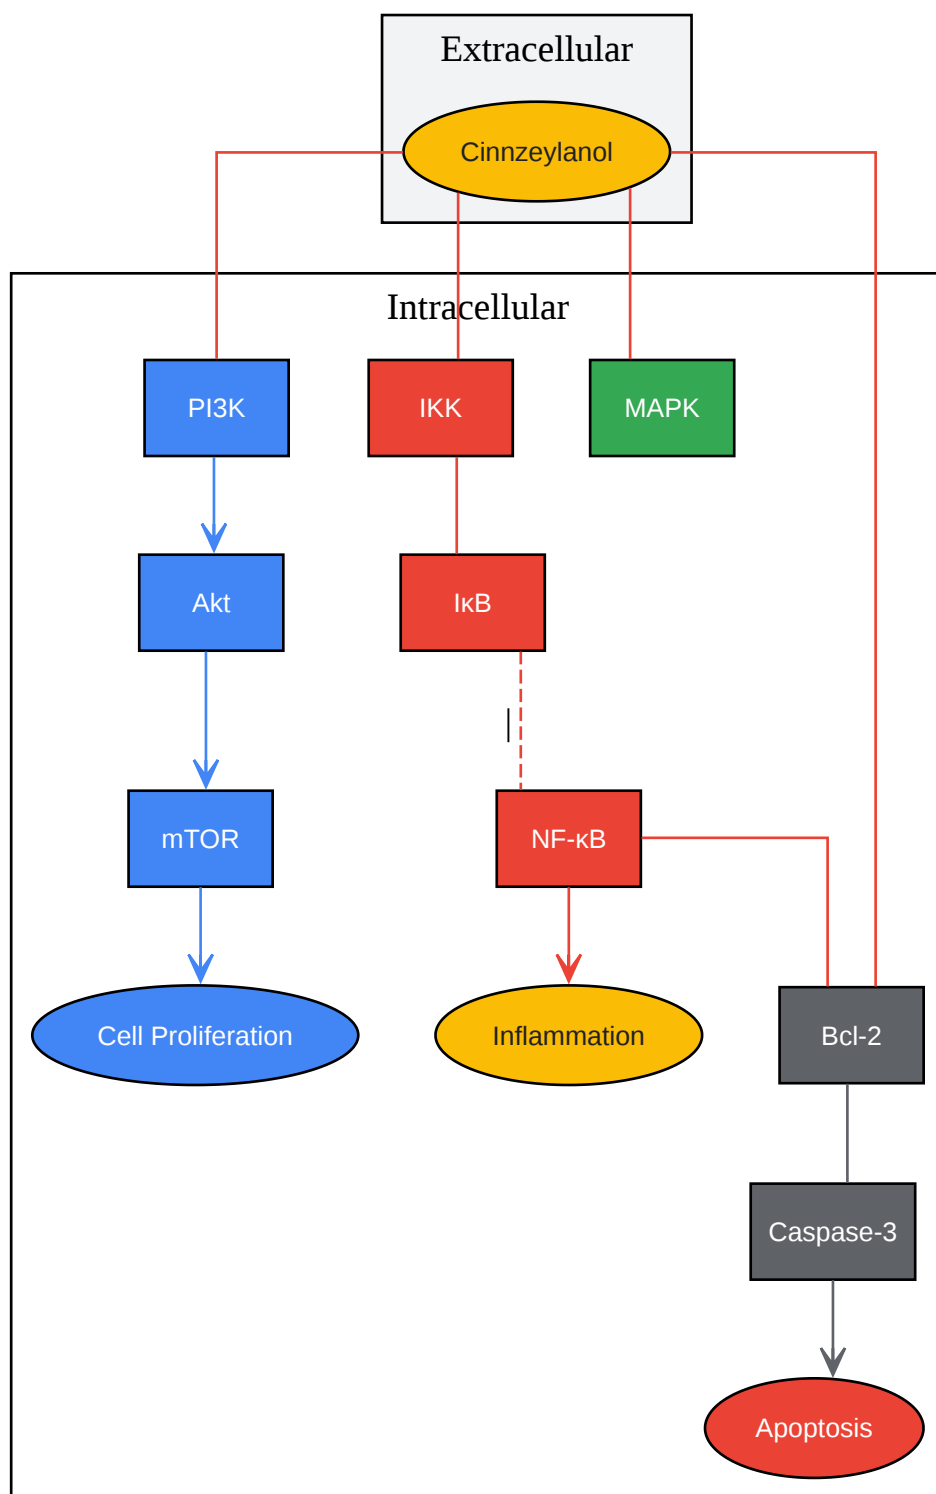 Extracellular
Cinnzeylanol
Intracellular
PI3K
IKK
MAPK
Akt
IκB
|
mTOR
NF-κB
Cell Proliferation
Inflammation
Bcl-2
Caspase-3
Apoptosis